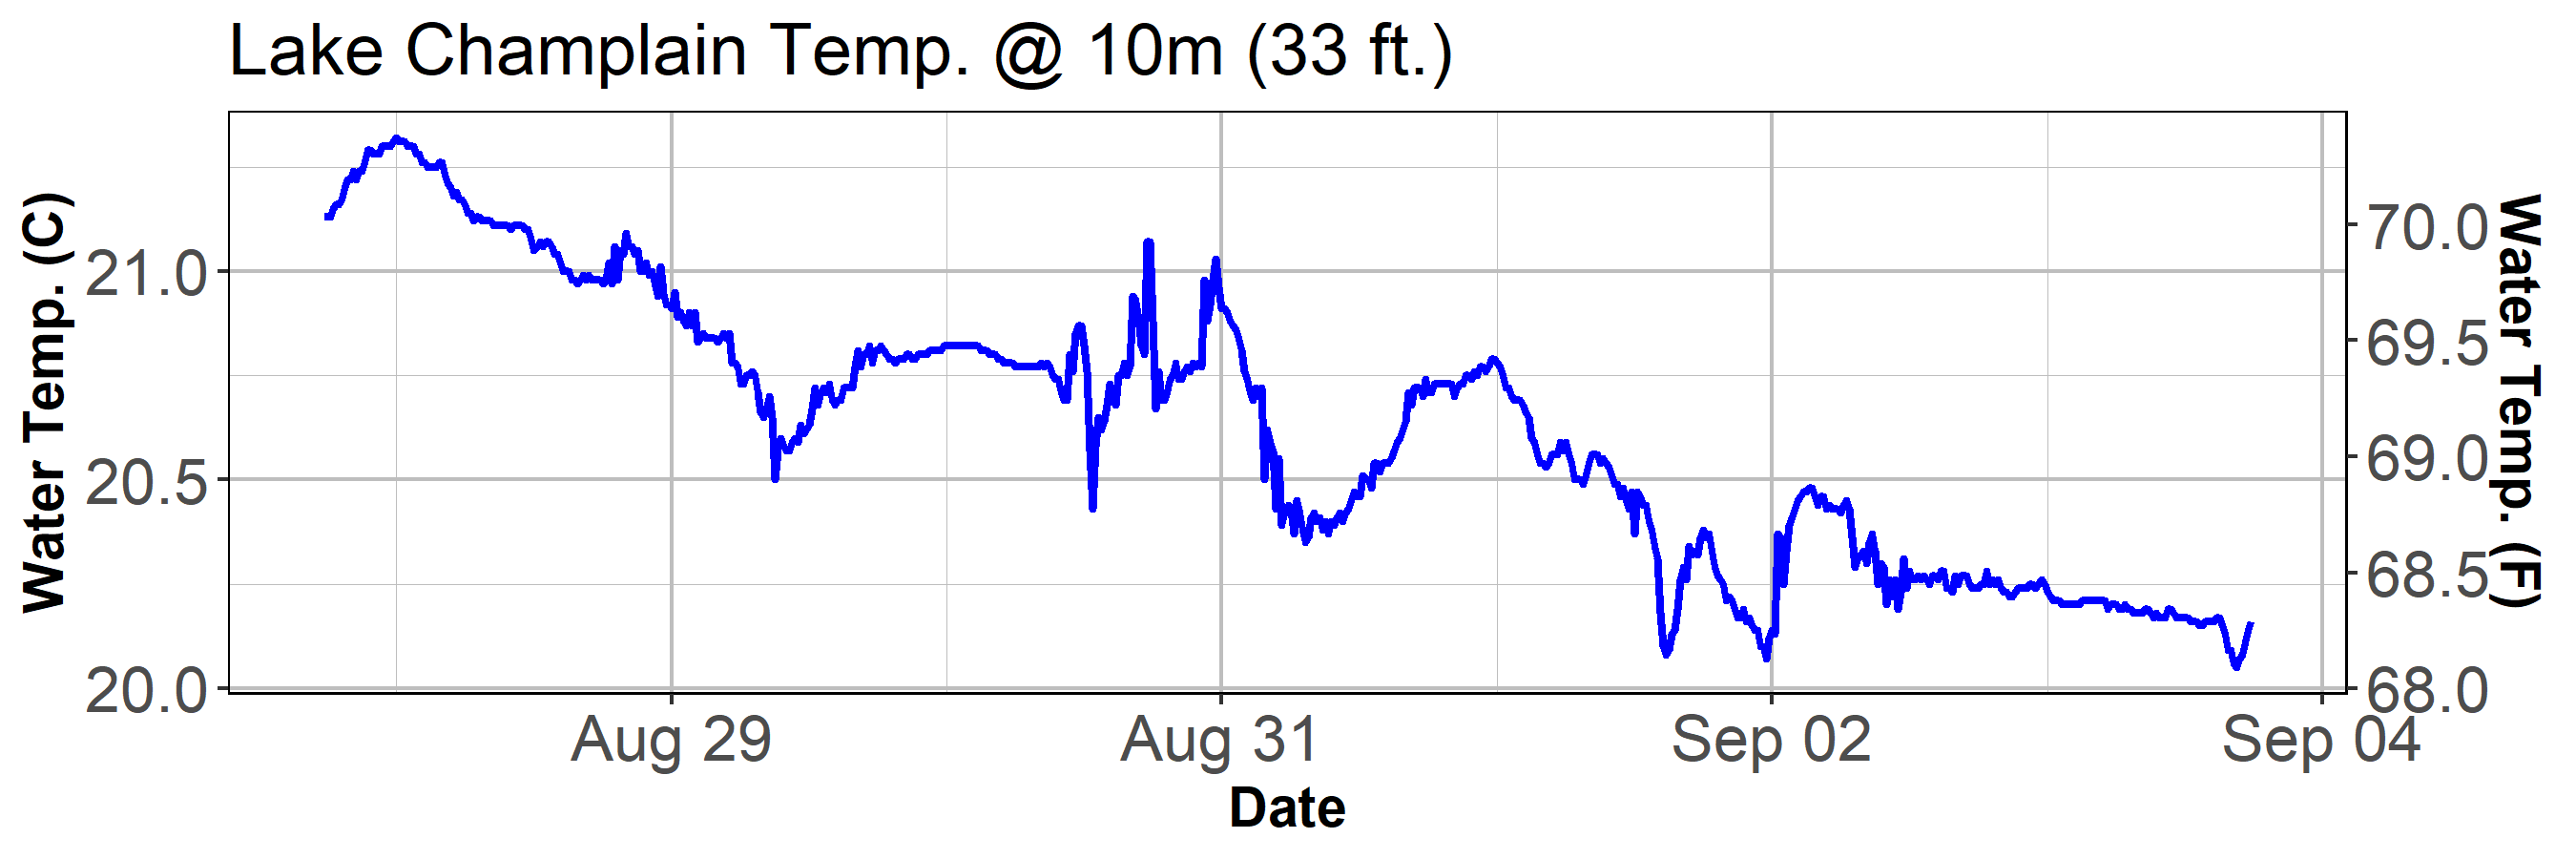 Lake Champlain Temp. @ 10m (33 ft.)
Water Temp. (C)
21.0
20.5
20.0
70.0
69.5
69.0
68.5
68.0
Water Temp. (F)
Aug 29
Aug 31
Sep 02
Sep 04
Date